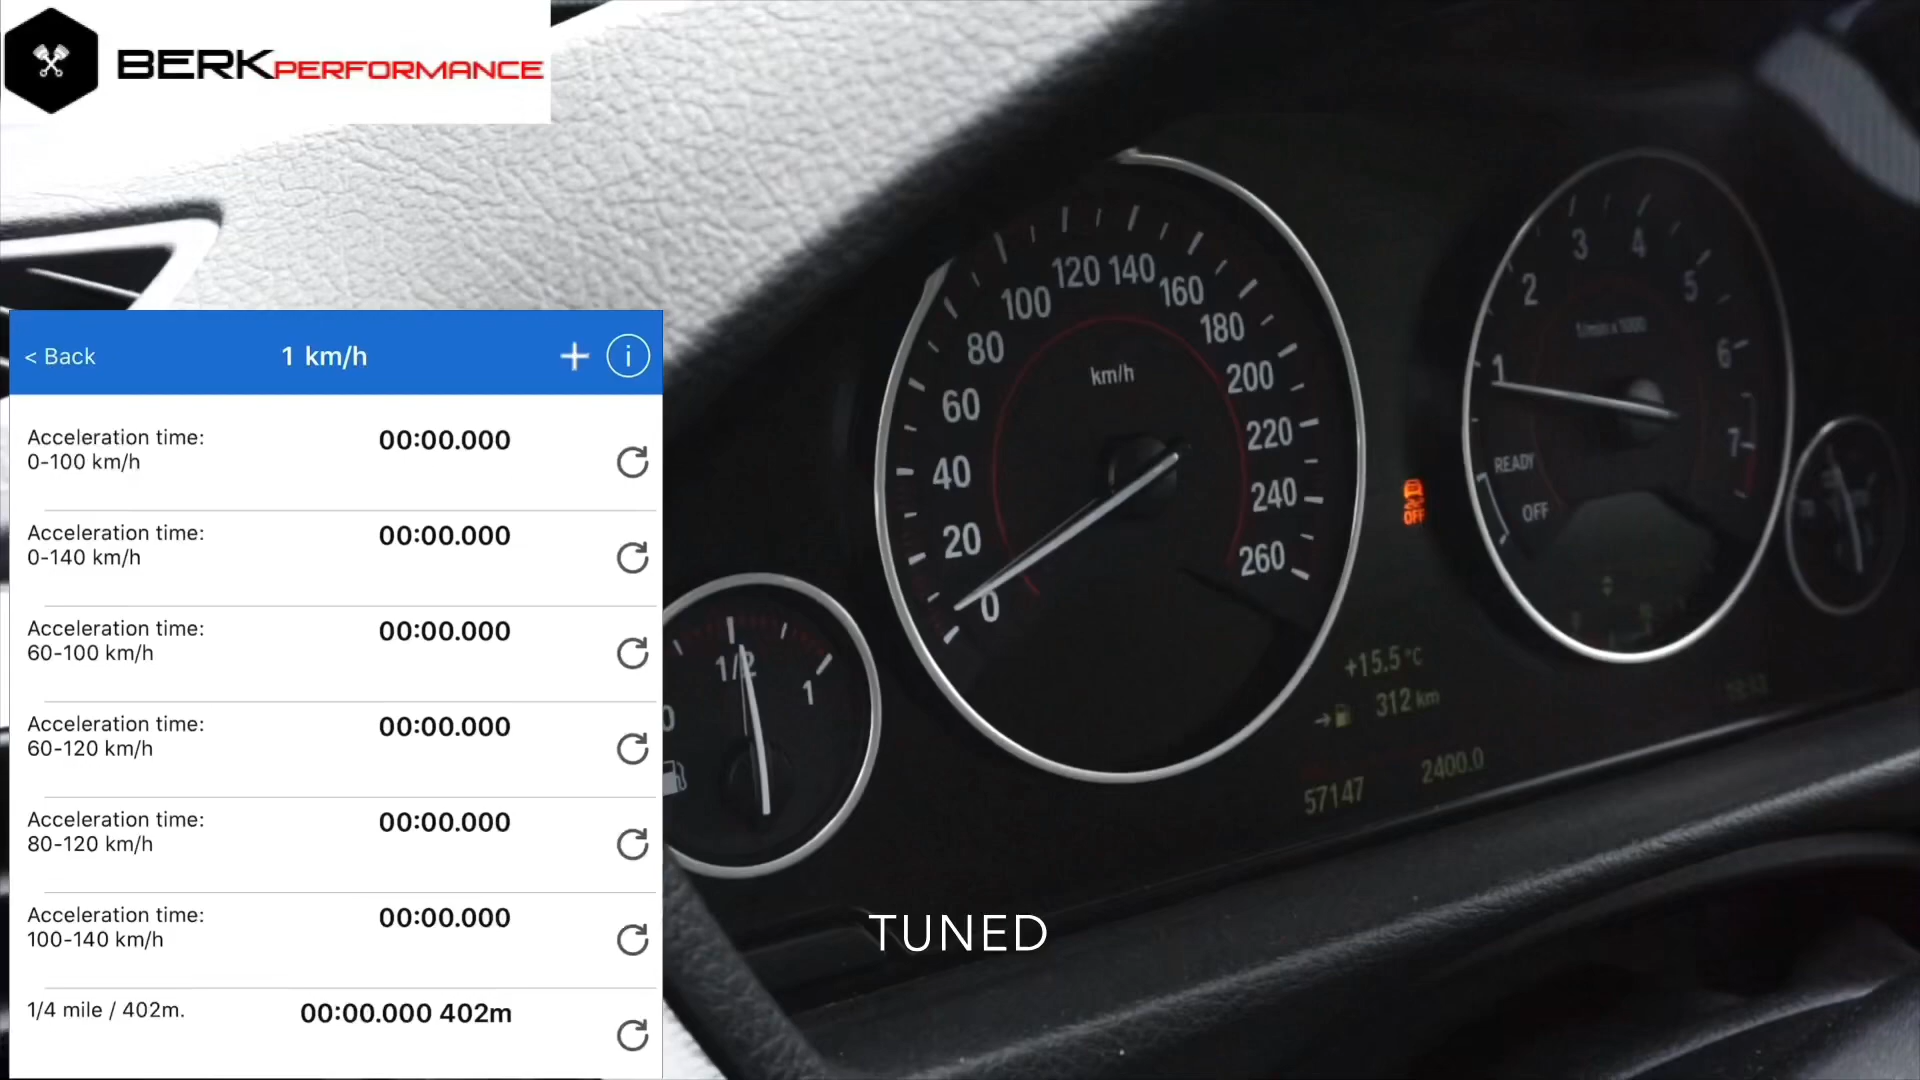 BERKPERFORMANCE
< Back
1 km/h
+
i
Acceleration time:
0-100 km/h
00:00.000
Acceleration time:
0-140 km/h
00:00.000
Acceleration time:
60-100 km/h
00:00.000
Acceleration time:
60-120 km/h
00:00.000
Acceleration time:
80-120 km/h
00:00.000
Acceleration time:
100-140 km/h
00:00.000
1/4 mile / 402m.
00:00.000 402m
0
1/2
1
0
20
40
60
80
100
120
140
160
180
200
220
240
260
km/h
OFF
+15.5 °C
312 km
57147
2400.0
1
2
3
4
5
6
7
1/min x 1000
READY
OFF
TUNED